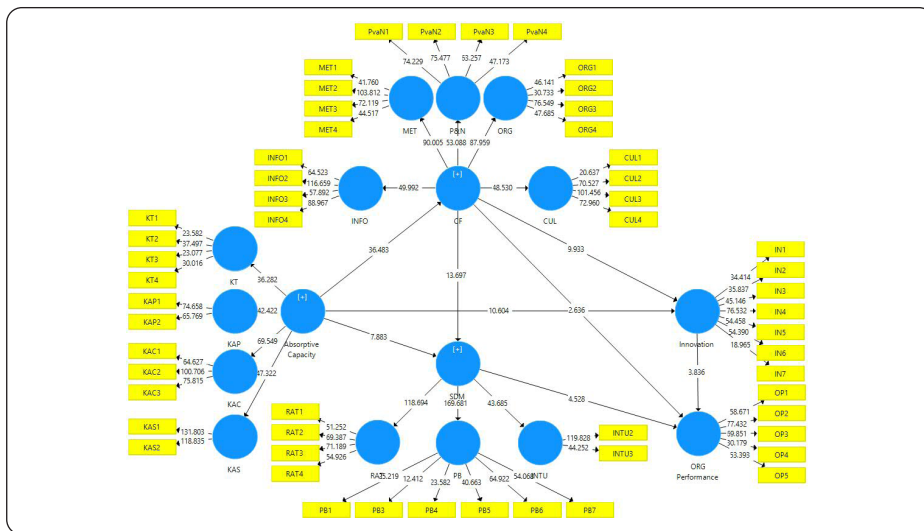 PvaN1 PvaN2 PvaN3 PvaN4
74.229 75.477 53.257 47.173
MET1
MET2
MET3
MET4
41.760
103.812
72.119
44.517
MET
P&IN
ORG
46.141
30.733
76.549
47.685
ORG1
ORG2
ORG3
ORG4
90.005 53.088 87.959
INFO1
INFO2
INFO3
INFO4
64.523
116.659
57.892
88.967
INFO
49.992
[+]
CF
48.530
CUL
20.637
70.527
101.456
72.960
CUL1
CUL2
CUL3
CUL4
KT1
KT2
KT3
KT4
23.582
37.497
23.077
30.016
KT
36.282
36.483
13.697
9.933
KAP1
KAP2
74.658
65.769
KAP
42.422
[+]
Absorptive
Capacity
10.604
2.636
7.883
KAC1
KAC2
KAC3
64.627
100.706
75.815
KAC
69.549
KAS1
KAS2
131.803
118.835
KAS
47.322
IN1
IN2
IN3
IN4
IN5
IN6
IN7
34.414
35.837
45.146
76.532
54.458
54.390
18.965
Innovation
3.836
[+]
SDM
4.528
118.694 169.681 43.685
RAT1
RAT2
RAT3
RAT4
51.252
69.387
71.189
54.926
RAT
PB
INTU
119.828
44.252
INTU2
INTU3
12.412 23.582 40.663 64.922
PB1 PB3 PB4 PB5 PB6 PB7
OP1
OP2
OP3
OP4
OP5
58.671
77.432
30.179
53.393
ORG
Performance